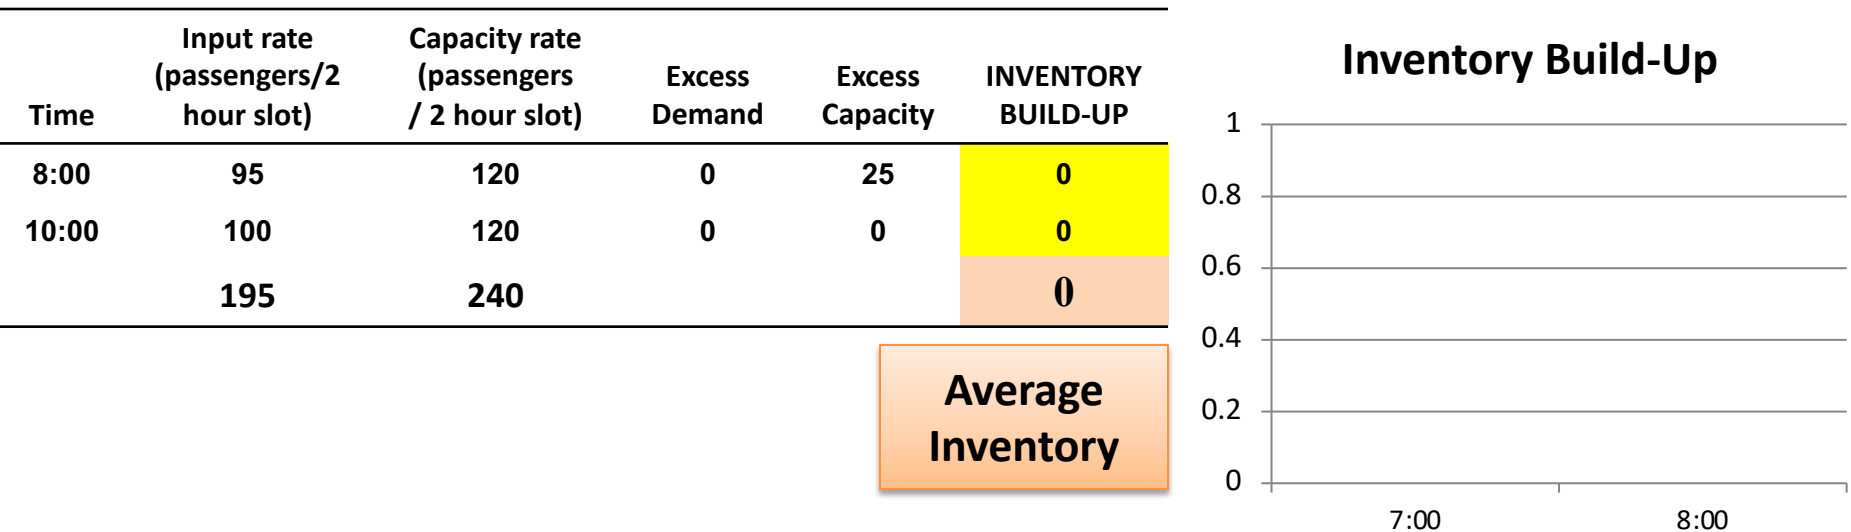 Time
Input rate
(passengers/2
hour slot)
Capacity rate
(passengers
/ 2 hour slot)
Excess
Demand
Excess
Capacity
INVENTORY
BUILD-UP
8:00 95 120 0 25 0
10:00 100 120 0 0 0
195 240 0
Average
Inventory
Inventory Build-Up
1
0.8
0.6
0.4
0.2
0
7:00 8:00